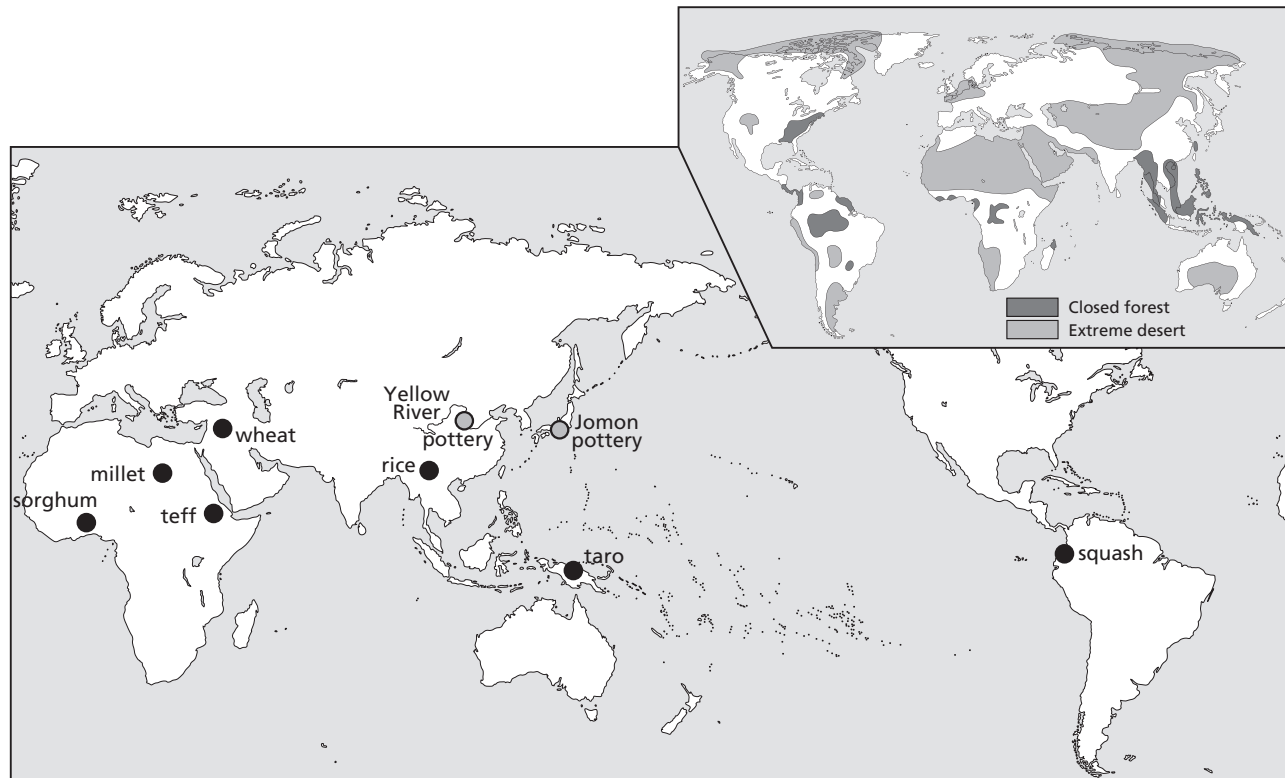 Closed forest
Extreme desert
Yellow
River
pottery
Jomon
pottery
wheat
rice
millet
sorghum
teff
taro
squash